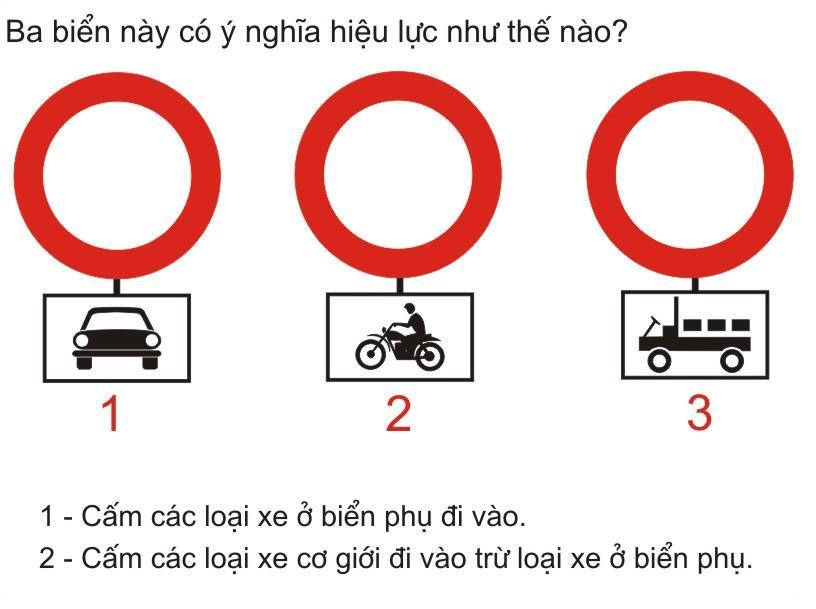 Ba biển này có ý nghĩa hiệu lực như thế nào?
1 2 3
1 - Cấm các loại xe ở biển phụ đi vào.
2 - Cấm các loại xe cơ giới đi vào trừ loại xe ở biển phụ.